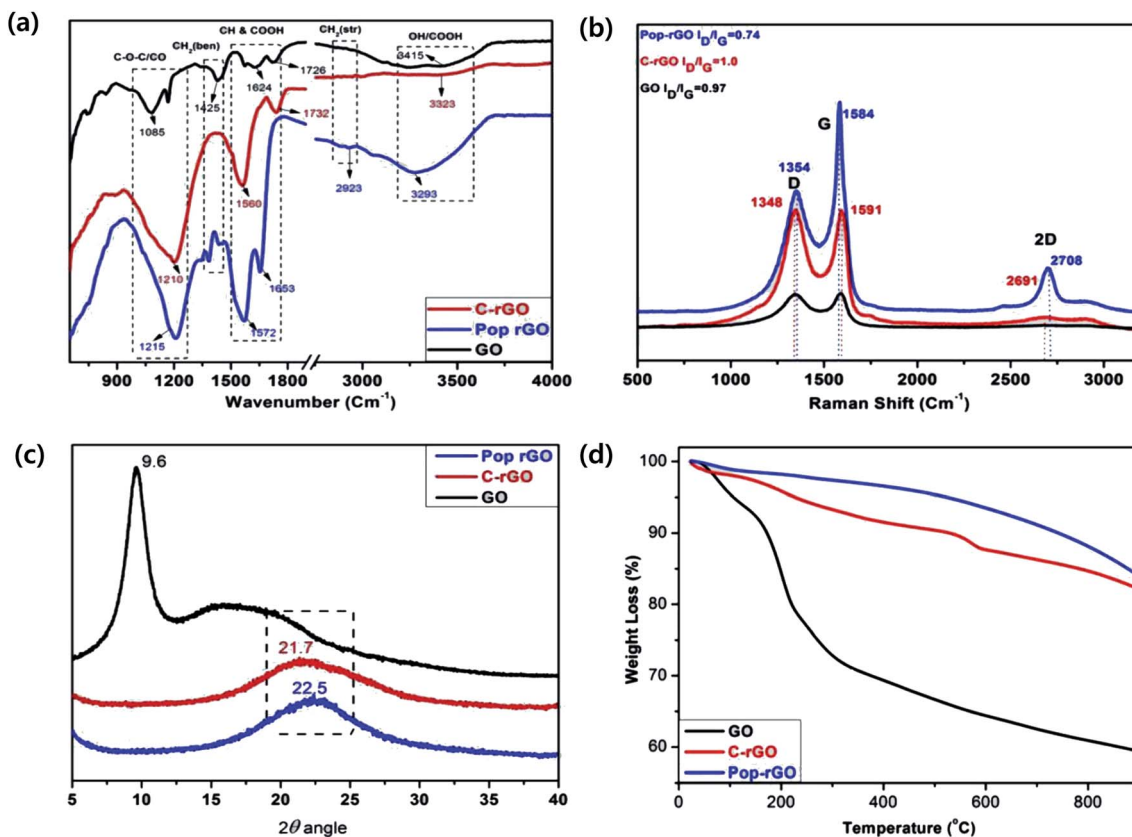 (a)
C-O-C/CO
CH2(ben)
CH & COOH
CH2(str)
OH/COOH
1085
1425
1624
1726
3415
1732
3323
1560
1210
2923
3293
1653
1572
1215
C-rGO
Pop rGO
GO
900 1200 1500 1800 3000 3500 4000
Wavenumber (Cm-1)
(b)
Pop-rGO ID/IG=0.74
C-rGO ID/IG=1.0
GO ID/IG=0.97
G
1584
1354
D
1348
1591
2D
2691
2708
500 1000 1500 2000 2500 3000
Raman Shift (Cm-1)
(c)
9.6
Pop rGO
C-rGO
GO
21.7
22.5
5 10 15 20 25 30 35 40
2θ angle
(d)
100
90
80
70
60
Weight Loss (%)
GO
C-rGO
Pop-rGO
0 200 400 600 800
Temperature (°C)